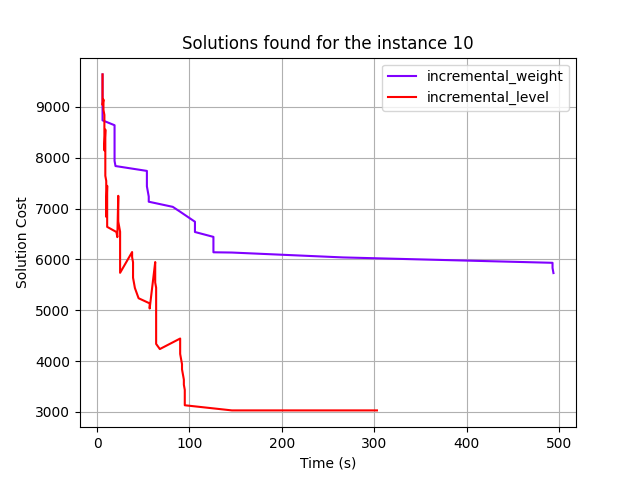 Solutions found for the instance 10
incremental_weight
incremental_level
9000
8000
7000
6000
5000
4000
3000
Solution Cost
0 100 200 300 400 500
Time (s)